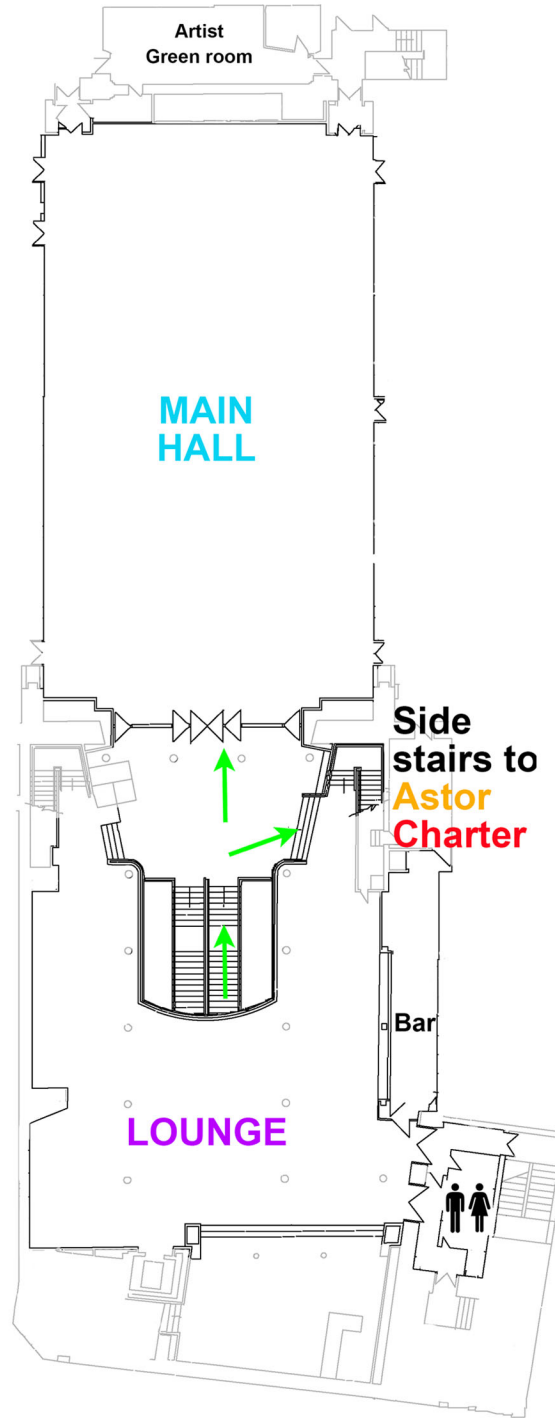 Artist
Green room
MAIN
HALL
Side
stairs to
Astor
Charter
Bar
LOUNGE